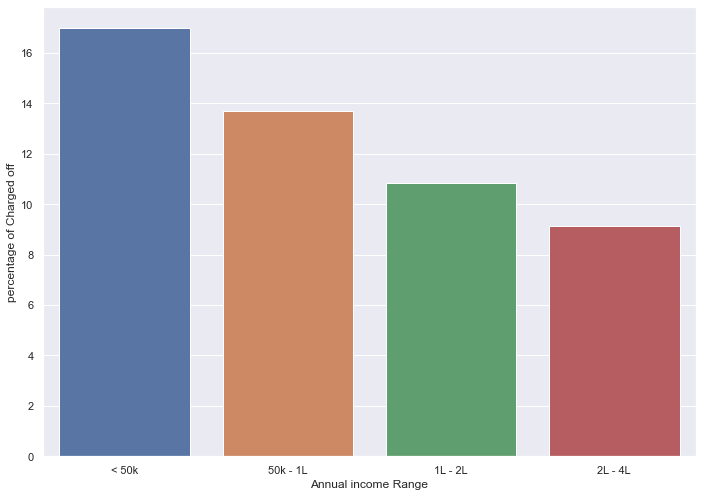 percentage of Charged off
16
14
12
10
8
6
4
2
0
< 50k
50k - 1L
1L - 2L
2L - 4L
Annual income Range